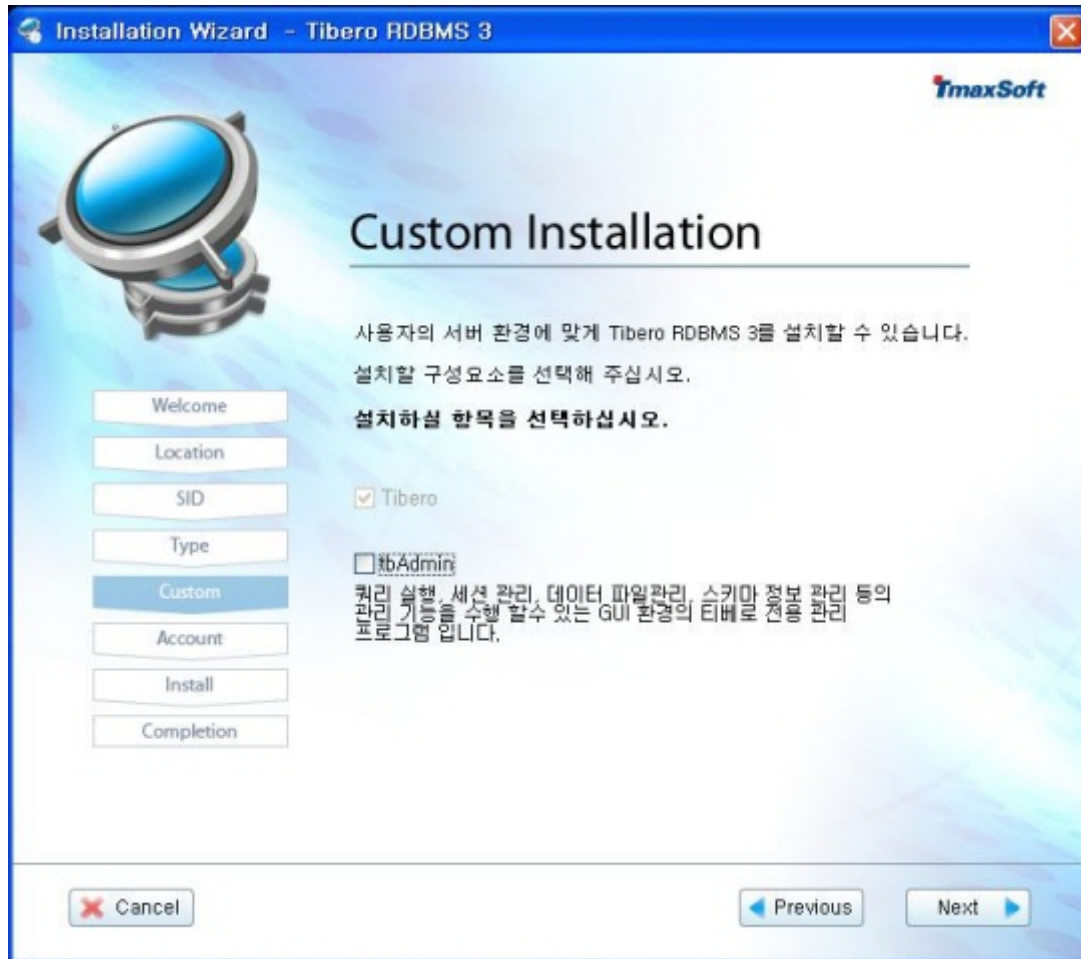 Installation Wizard - Tibero RDBMS 3
TmaxSoft
Custom Installation
사용자의 서버 환경에 맞게 Tibero RDBMS 3를 설치할 수 있습니다.
설치할 구성요소를 선택해 주십시오.
설치하실 항목을 선택하십시오.
Tibero
tbAdmin
쿼리 실행, 세션 관리, 데이터 파일관리, 스키마 정보 관리 등의
관리 기능을 수행 할수 있는 GUI 환경의 티베로 전용 관리
프로그램 입니다.
Welcome
Location
SID
Type
Custom
Account
Install
Completion
Cancel
Previous
Next